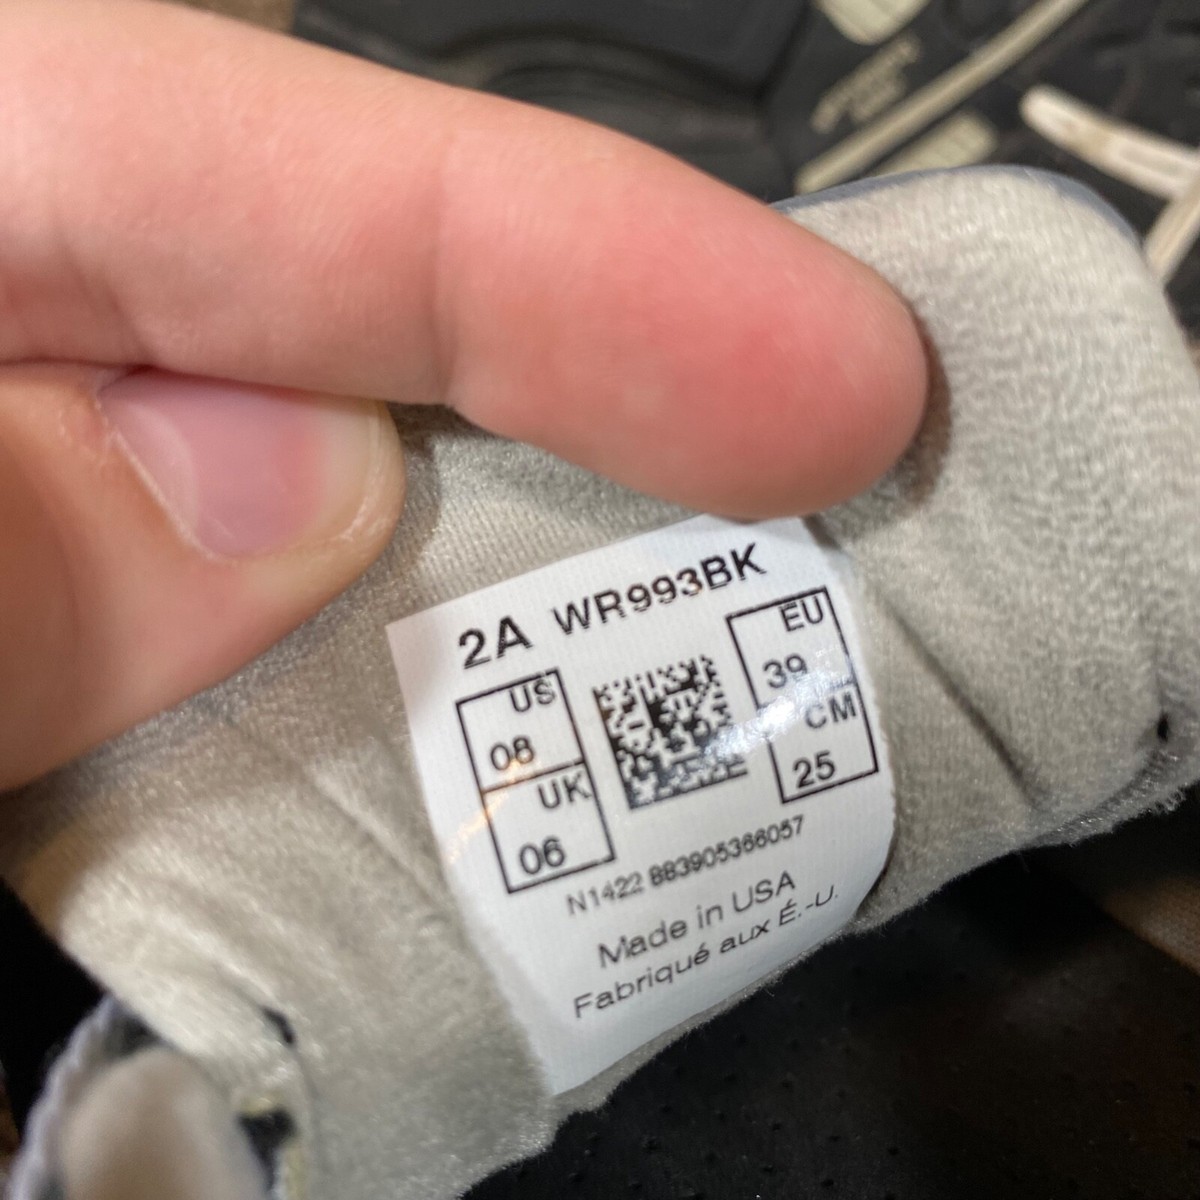 2A WR993BK
US
08
UK
06
EU
39
CM
25
N1422 883905366057
Made in USA
Fabriqué aux É.-U.